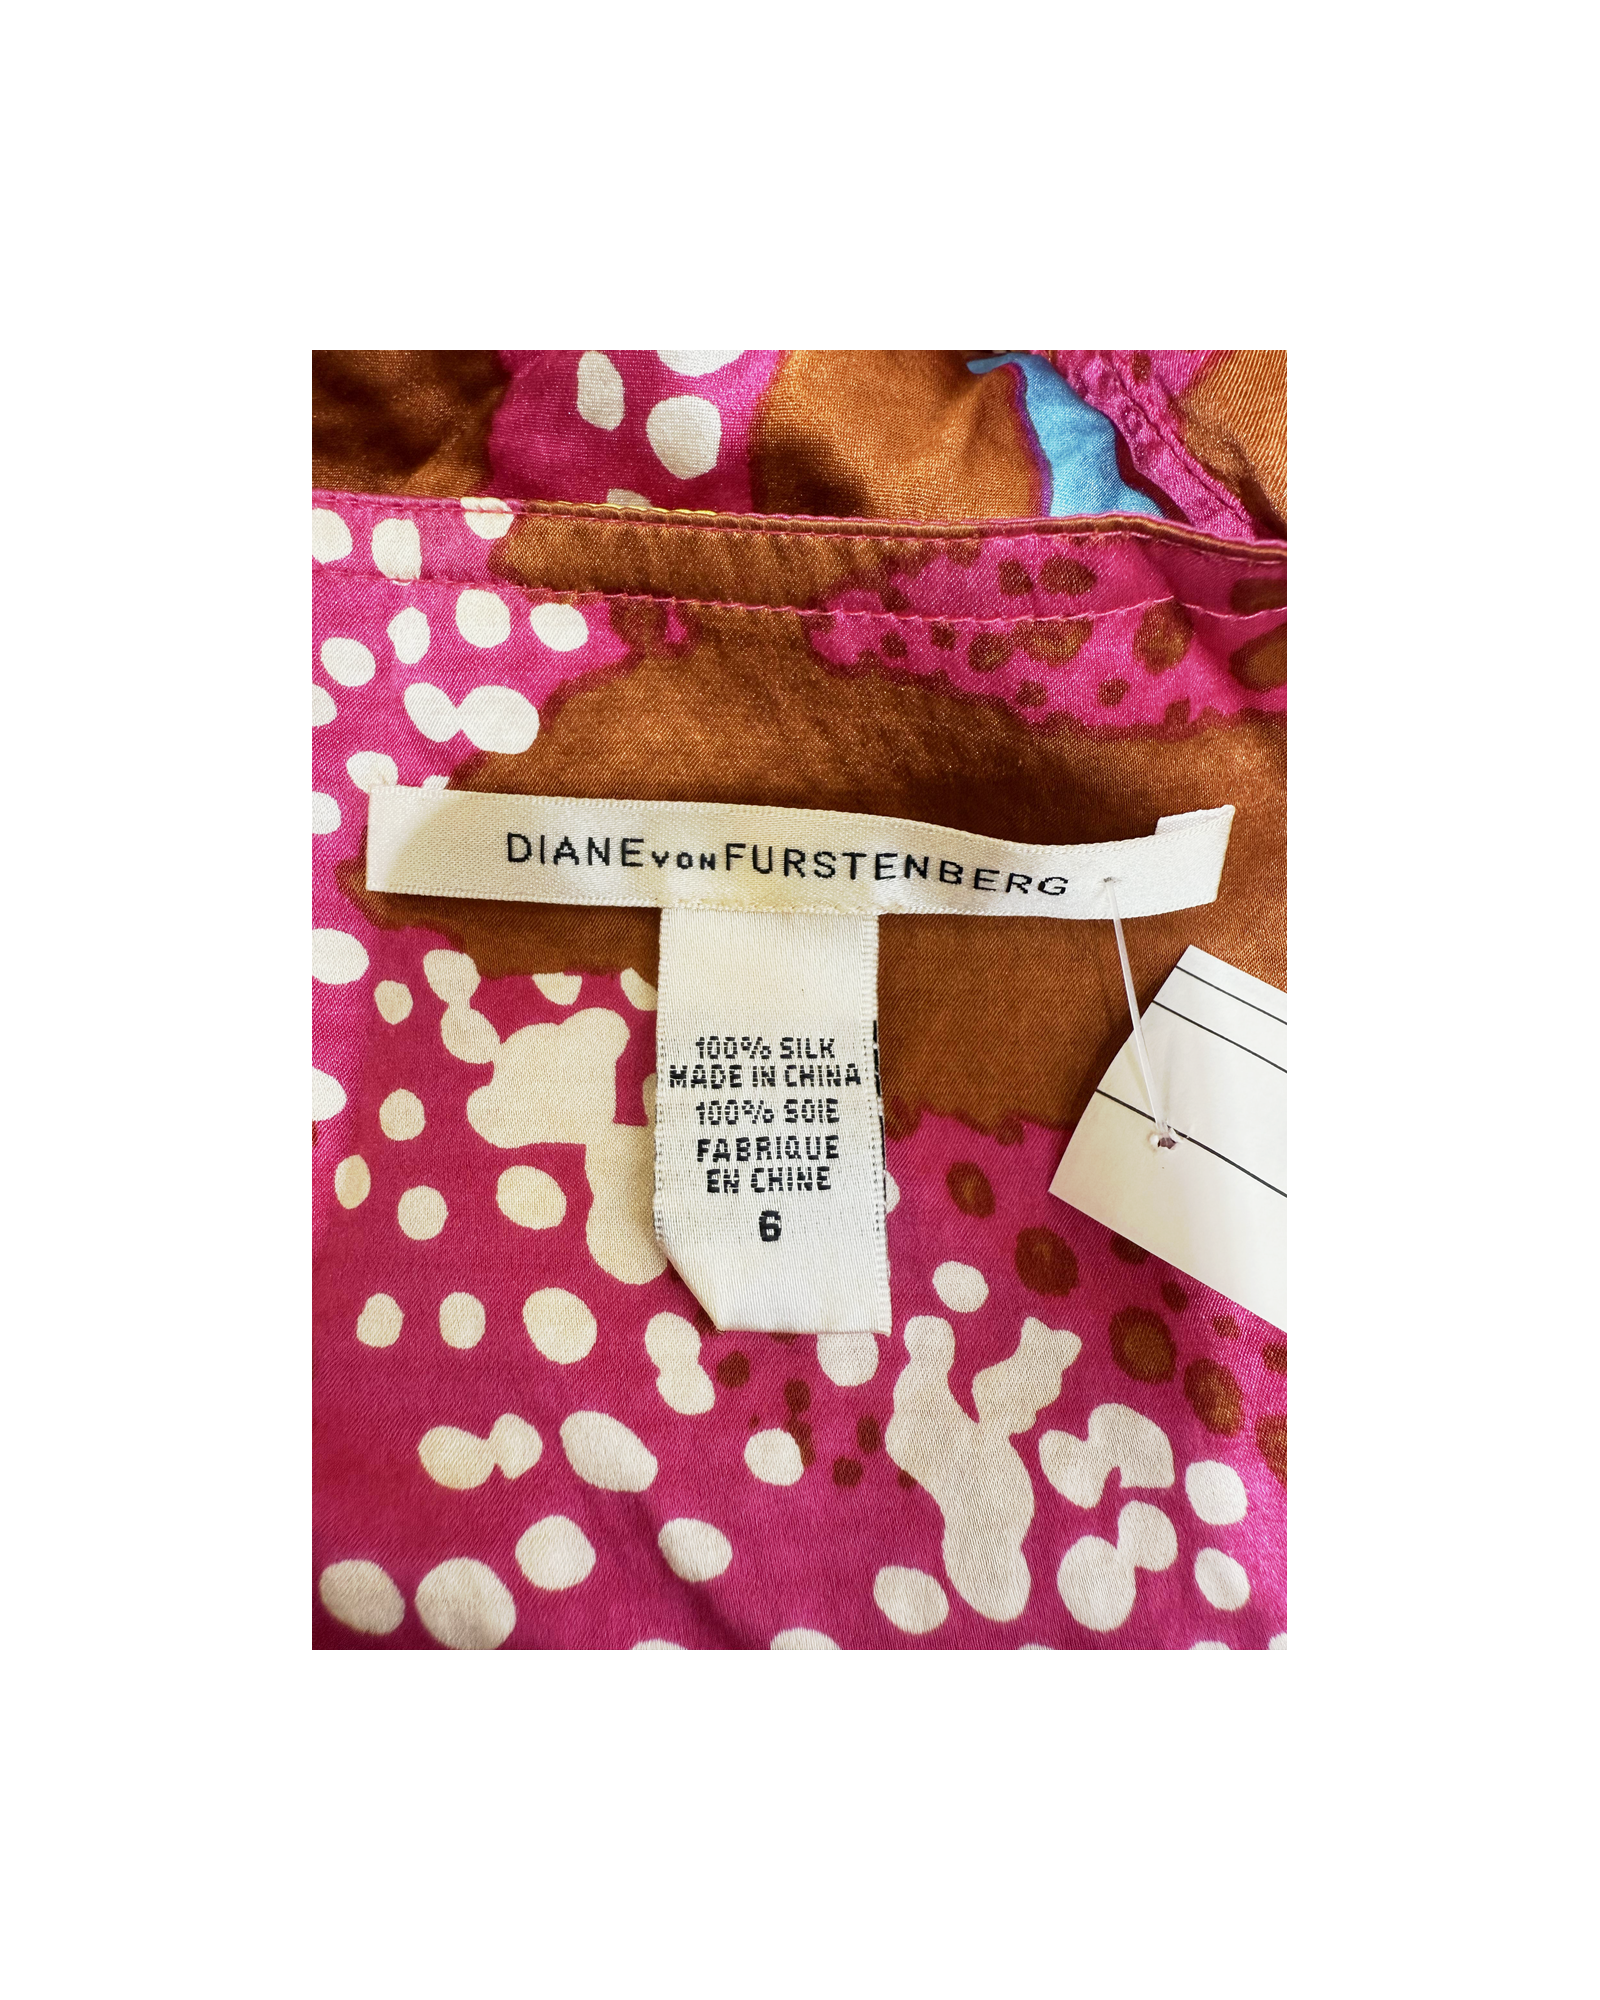 DIANE VON FURSTENBERG
100% SILK
MADE IN CHINA
100% SOIE
FABRIQUE
EN CHINE
6